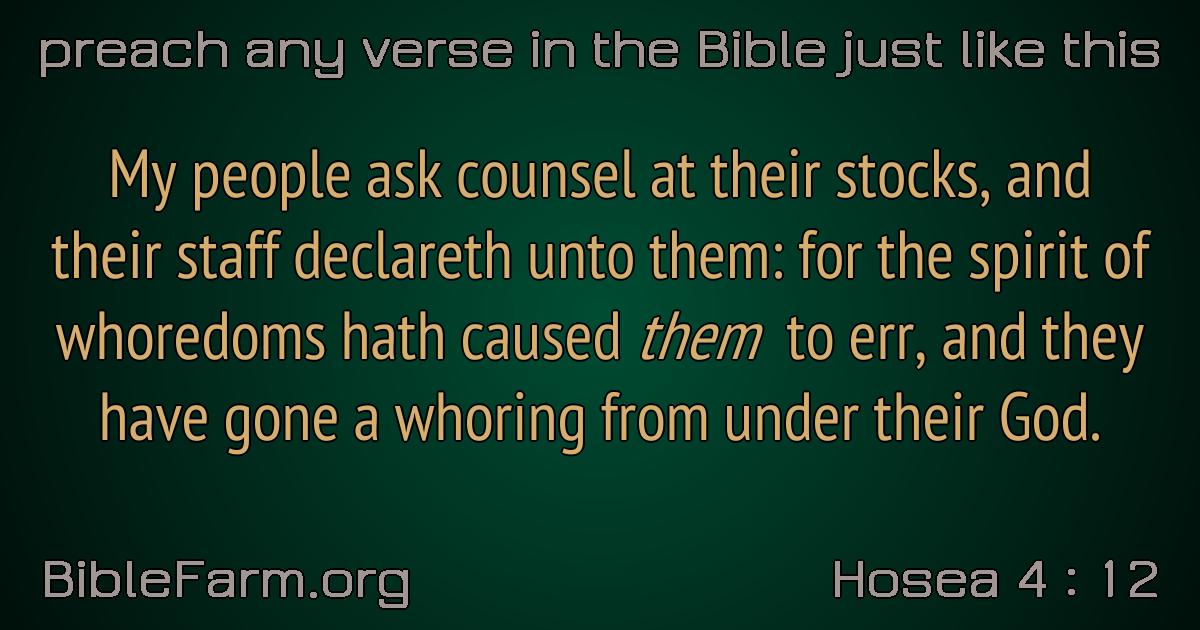 preach any verse in the Bible just like this
My people ask counsel at their stocks, and
their staff declareth unto them: for the spirit of
whoredoms hath caused them to err, and they
have gone a whoring from under their God.
BibleFarm.org
Hosea 4 : 12